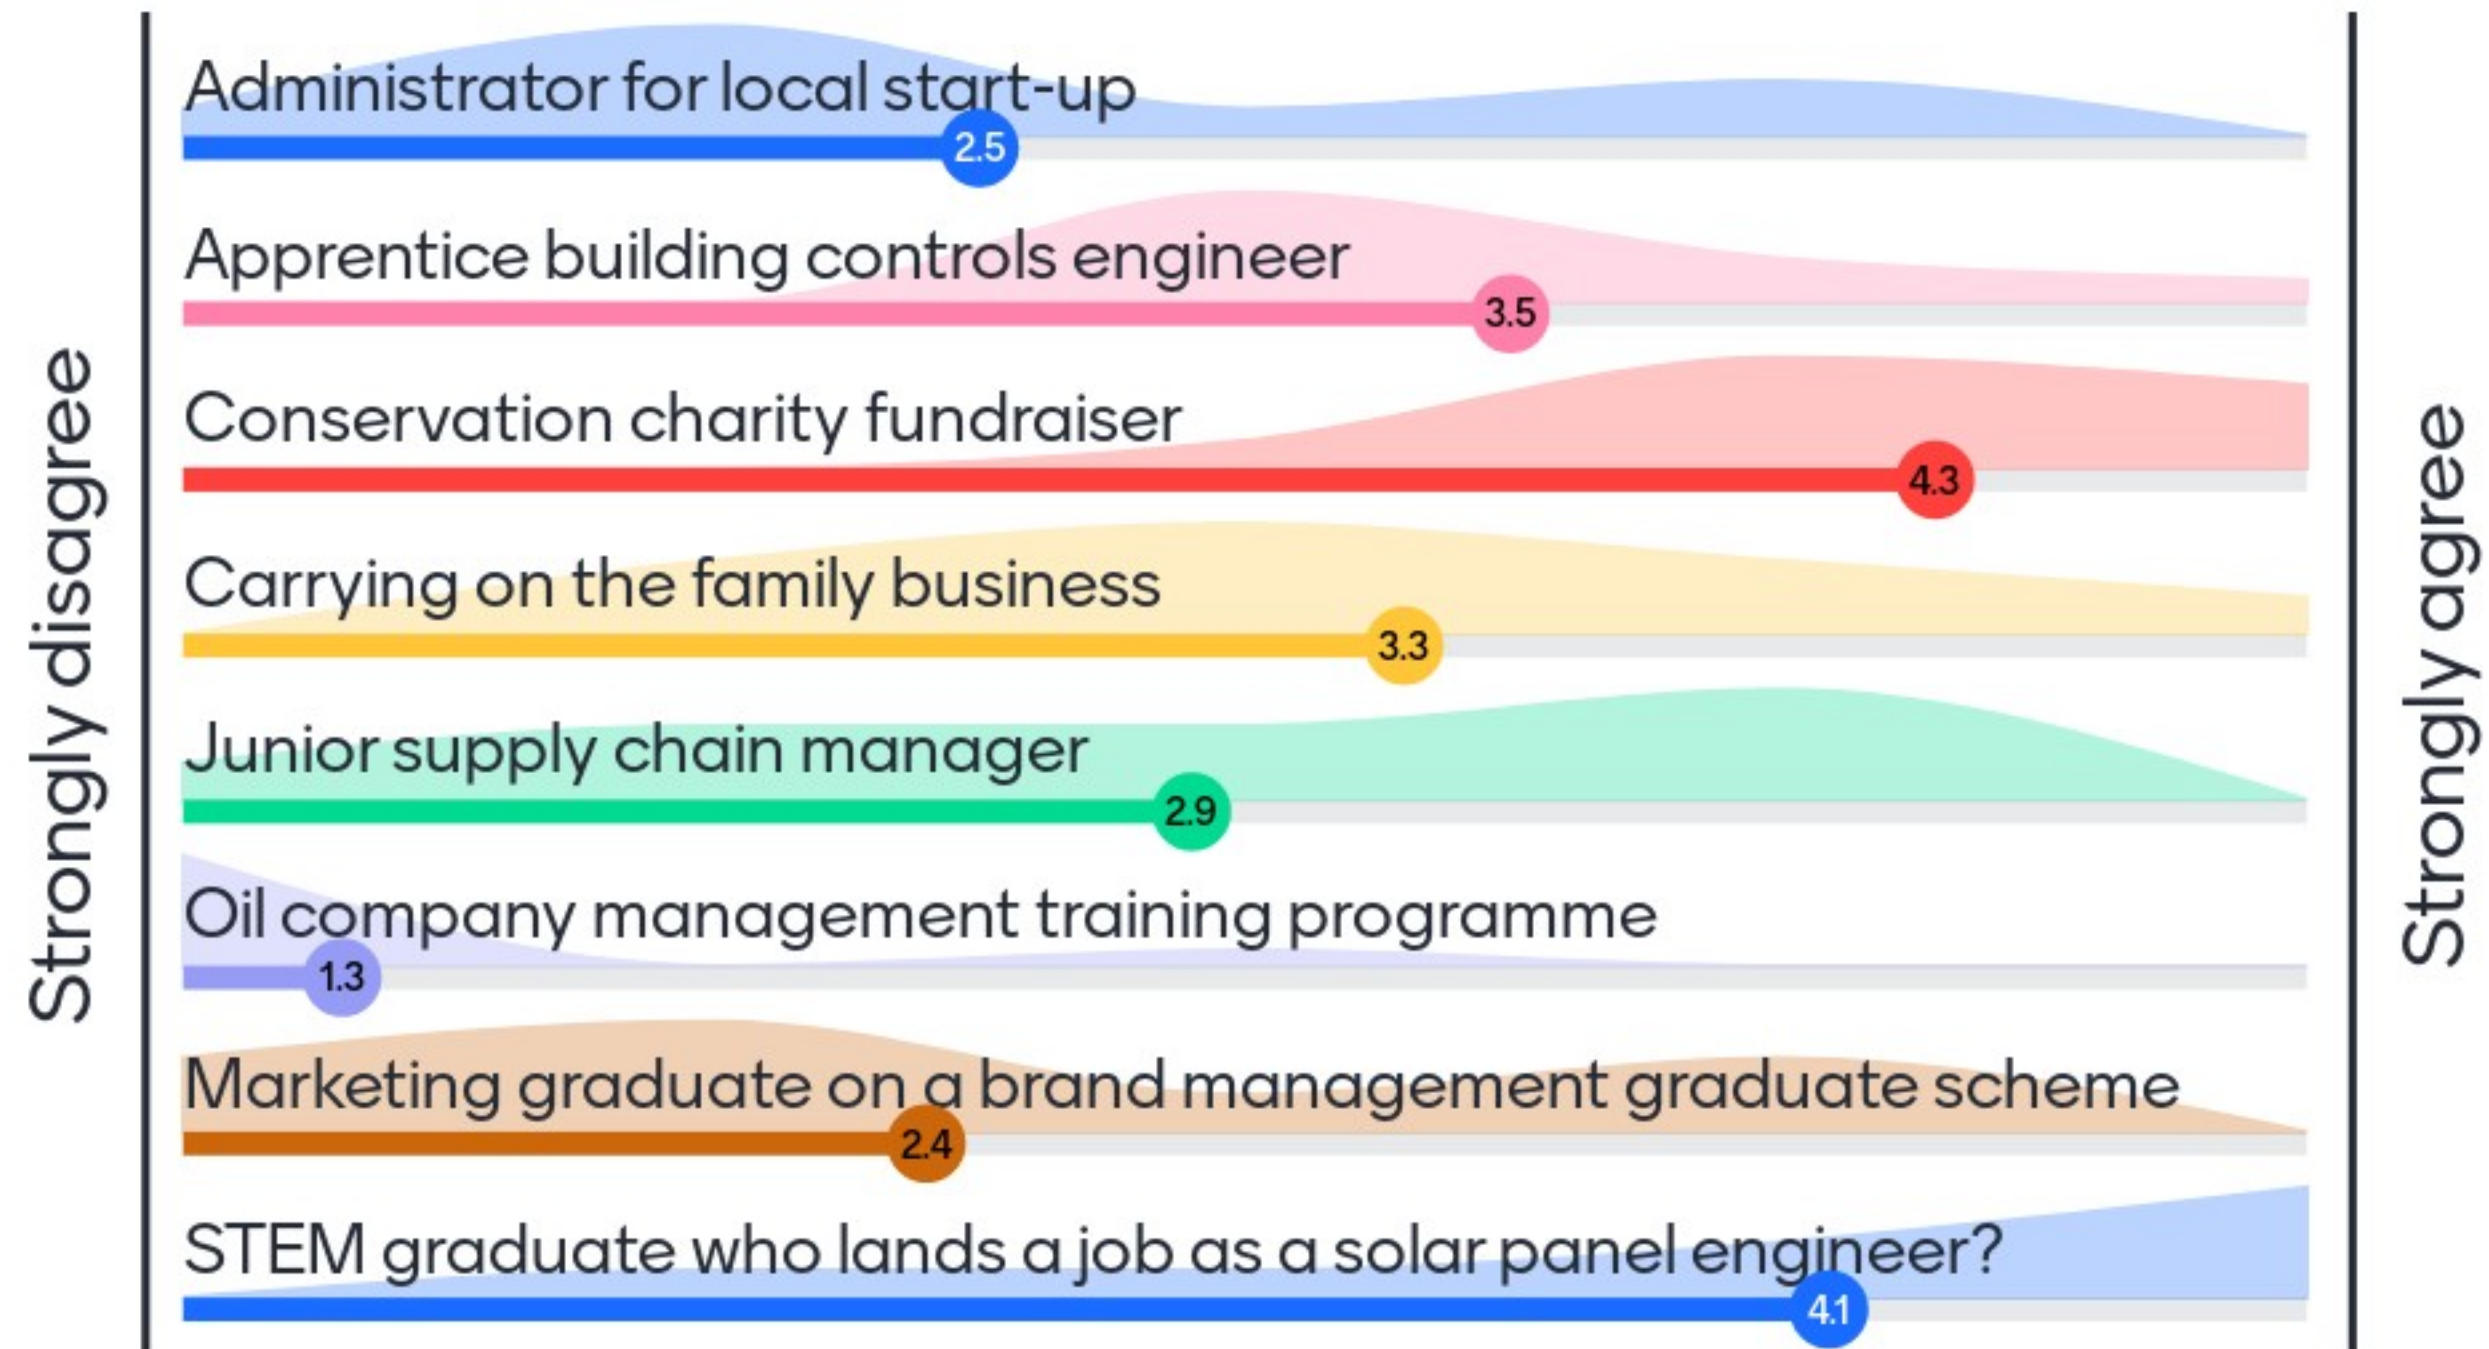 Strongly disagree
Administrator for local start-up
2.5
Apprentice building controls engineer
3.5
Conservation charity fundraiser
4.3
Carrying on the family business
3.3
Junior supply chain manager
2.9
Oil company management training programme
1.3
Marketing graduate on a brand management graduate scheme
2.4
STEM graduate who lands a job as a solar panel engineer?
4.1
Strongly agree